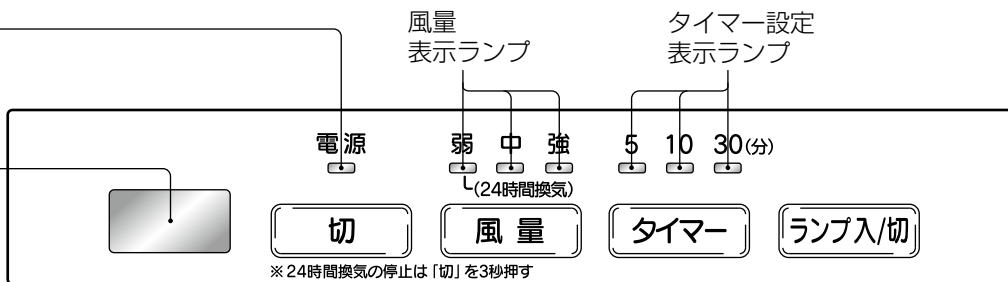 風量
表示ランプ
タイマー設定
表示ランプ
電源
弱 中 強
5 10 30(分)
(24時間換気)
切
風量
タイマー
ランプ入/切
※24時間換気の停止は「切」を3秒押す